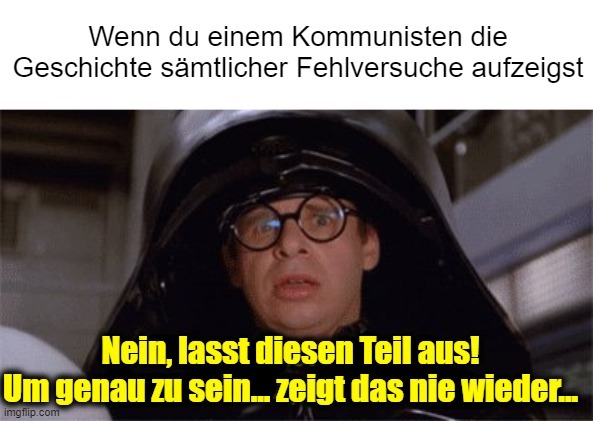 Wenn du einem Kommunisten die
Geschichte sämtlicher Fehlversuche aufzeigst
Nein, lasst diesen Teil aus!
Um genau zu sein... zeigt das nie wieder...
imgflip.com